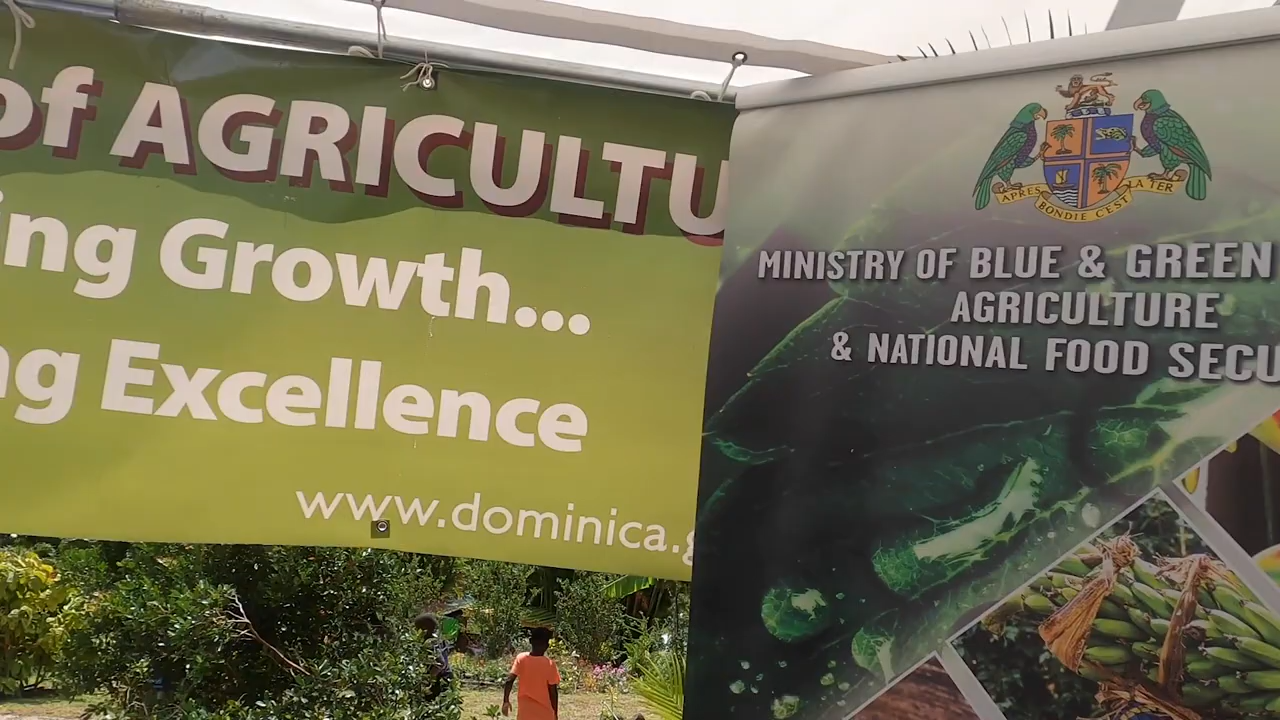 of AGRICULTU
ing Growth...
ng Excellence
www.dominica.g
APRES BONDIE C'EST LA TER
MINISTRY OF BLUE & GREEN
AGRICULTURE
& NATIONAL FOOD SECU